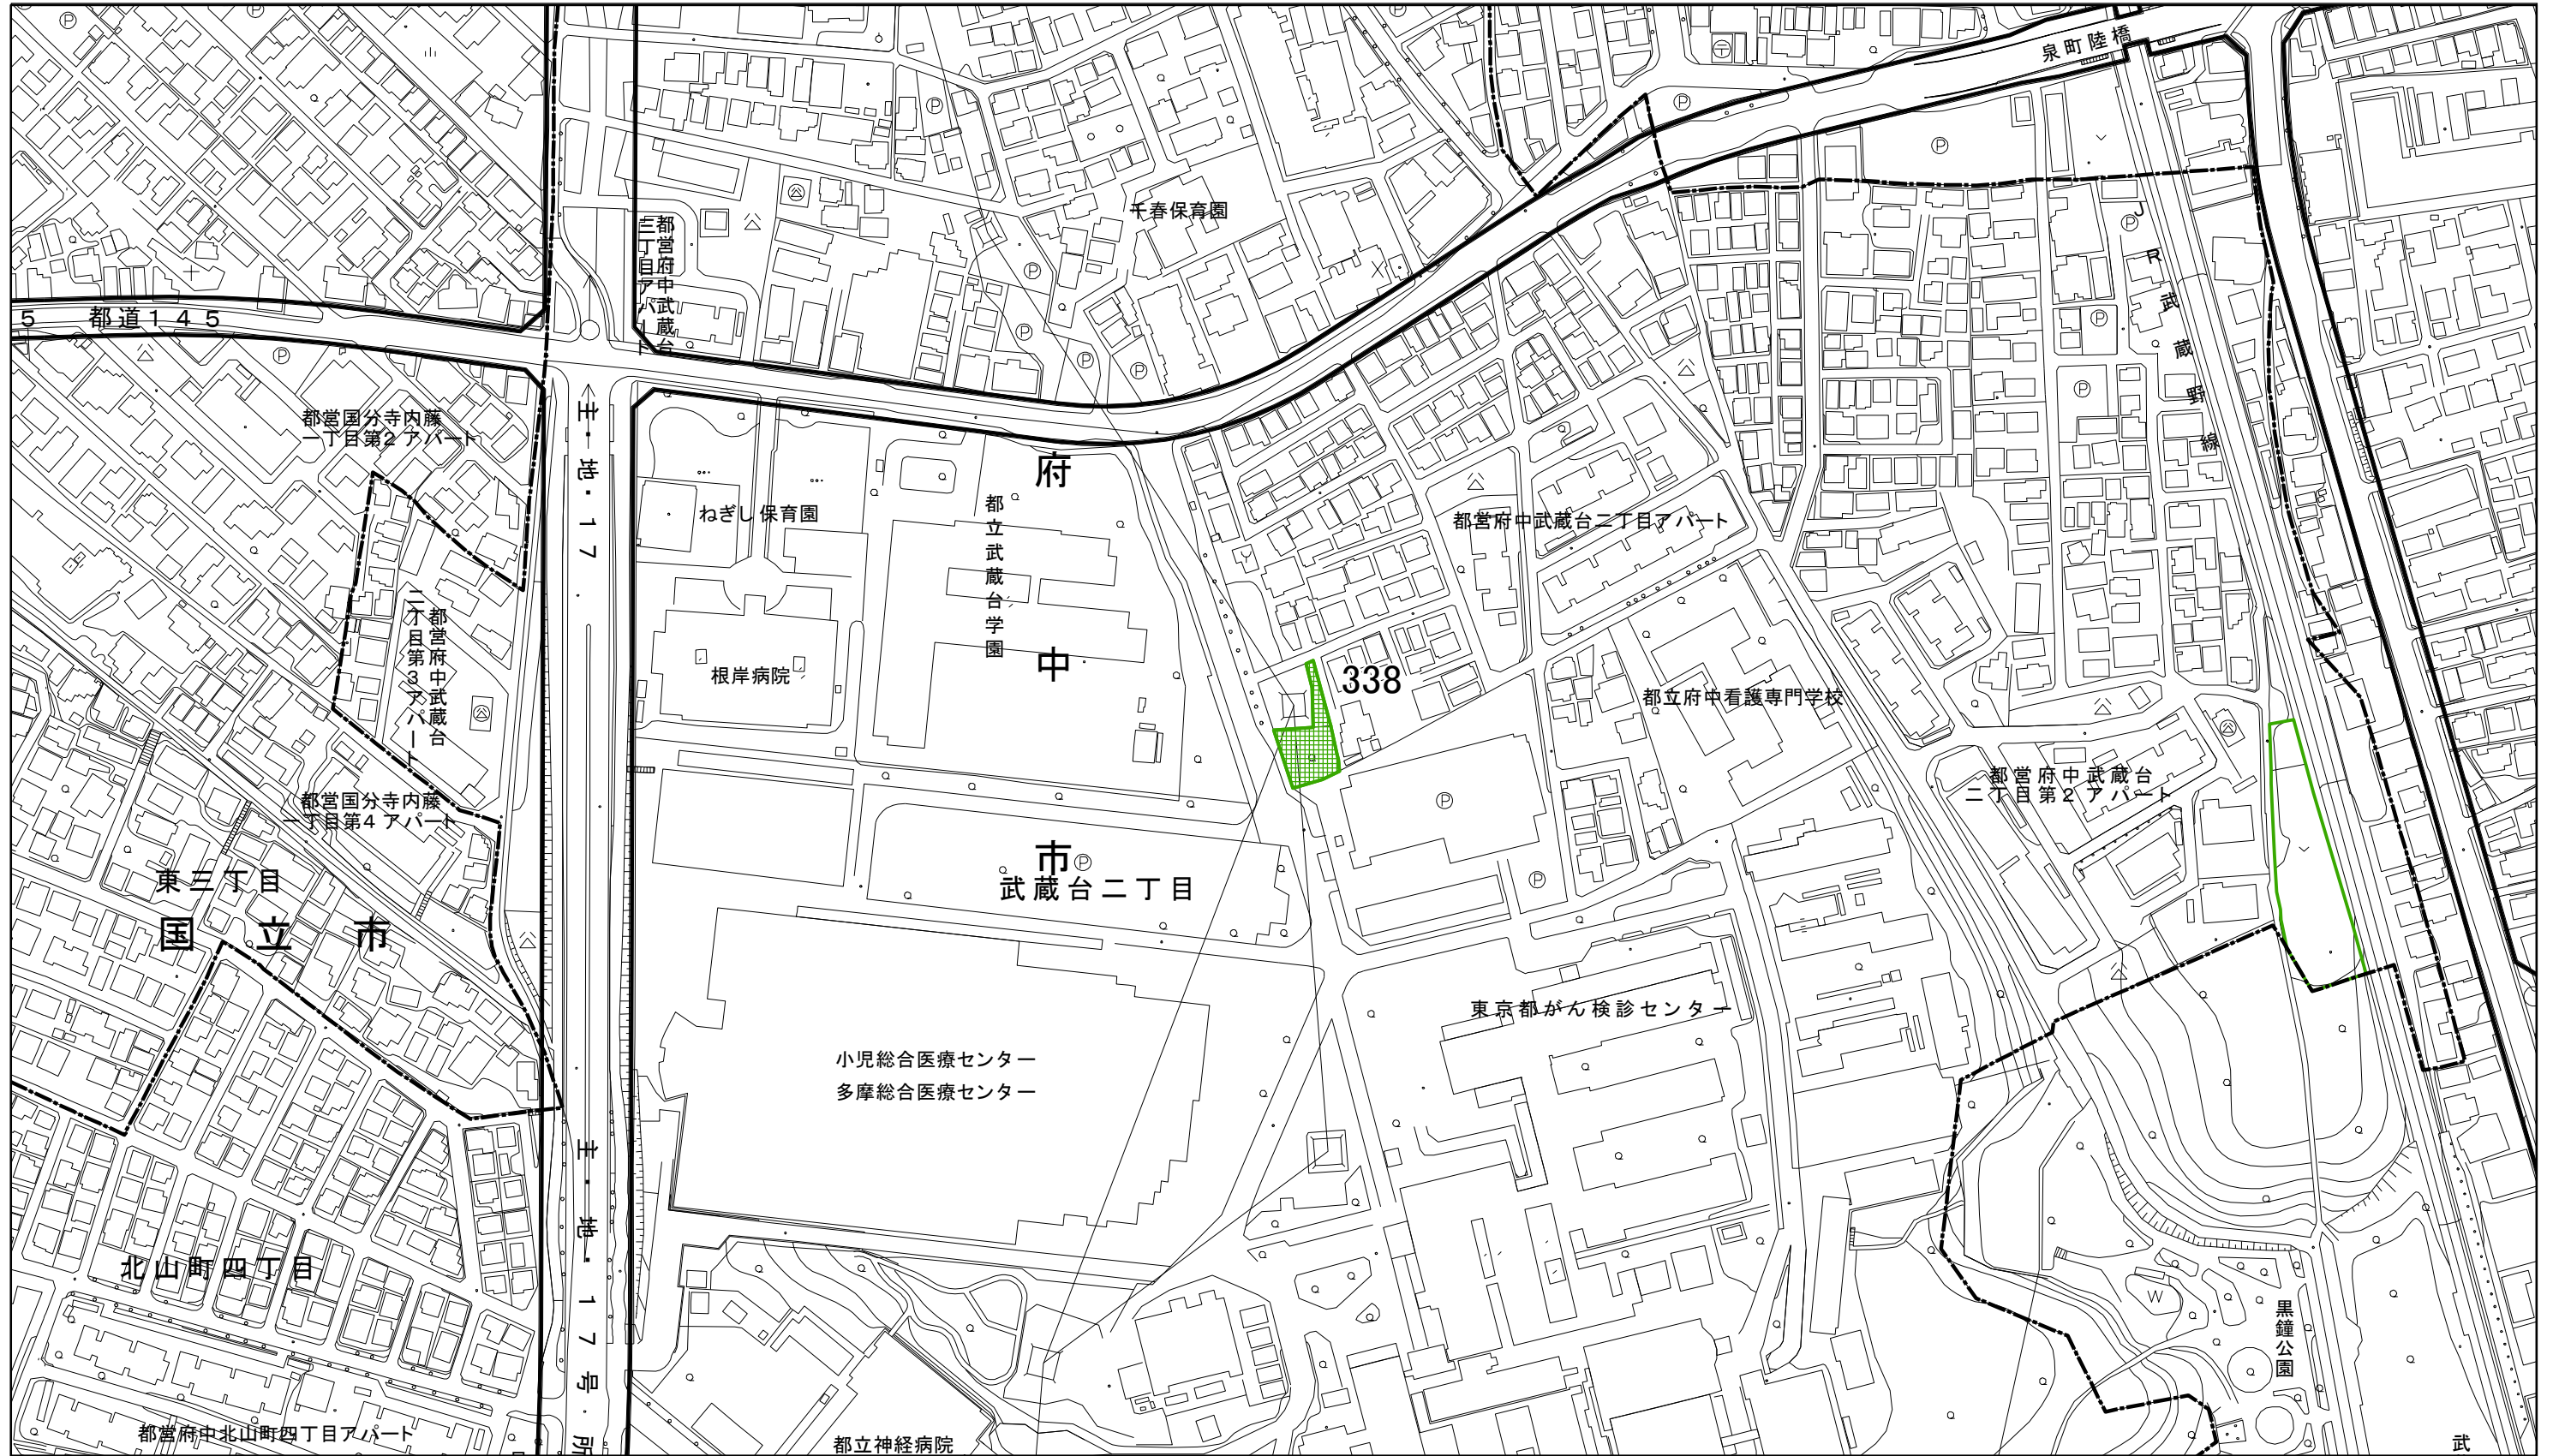 泉町陸橋
千春保育園
都営府中武蔵台
三丁目アパート
5
都道145
JR武蔵野線
都営国分寺内藤
一丁目第2アパート
主・地・17
府中市
都立武蔵台学園
ねぎし保育園
都営府中武蔵台二丁目アパート
都営府中武蔵台
二丁目第3アパート
根岸病院
338
都立府中看護専門学校
都営府中武蔵台
二丁目第2アパート
都営国分寺内藤
一丁目第4アパート
武蔵台二丁目
東三丁目
国立市
東京都がん検診センター
小児総合医療センター
多摩総合医療センター
主・地・17号・所
北山町四丁目
黒鐘公園
都営府中北山町四丁目アパート
都立神経病院
武